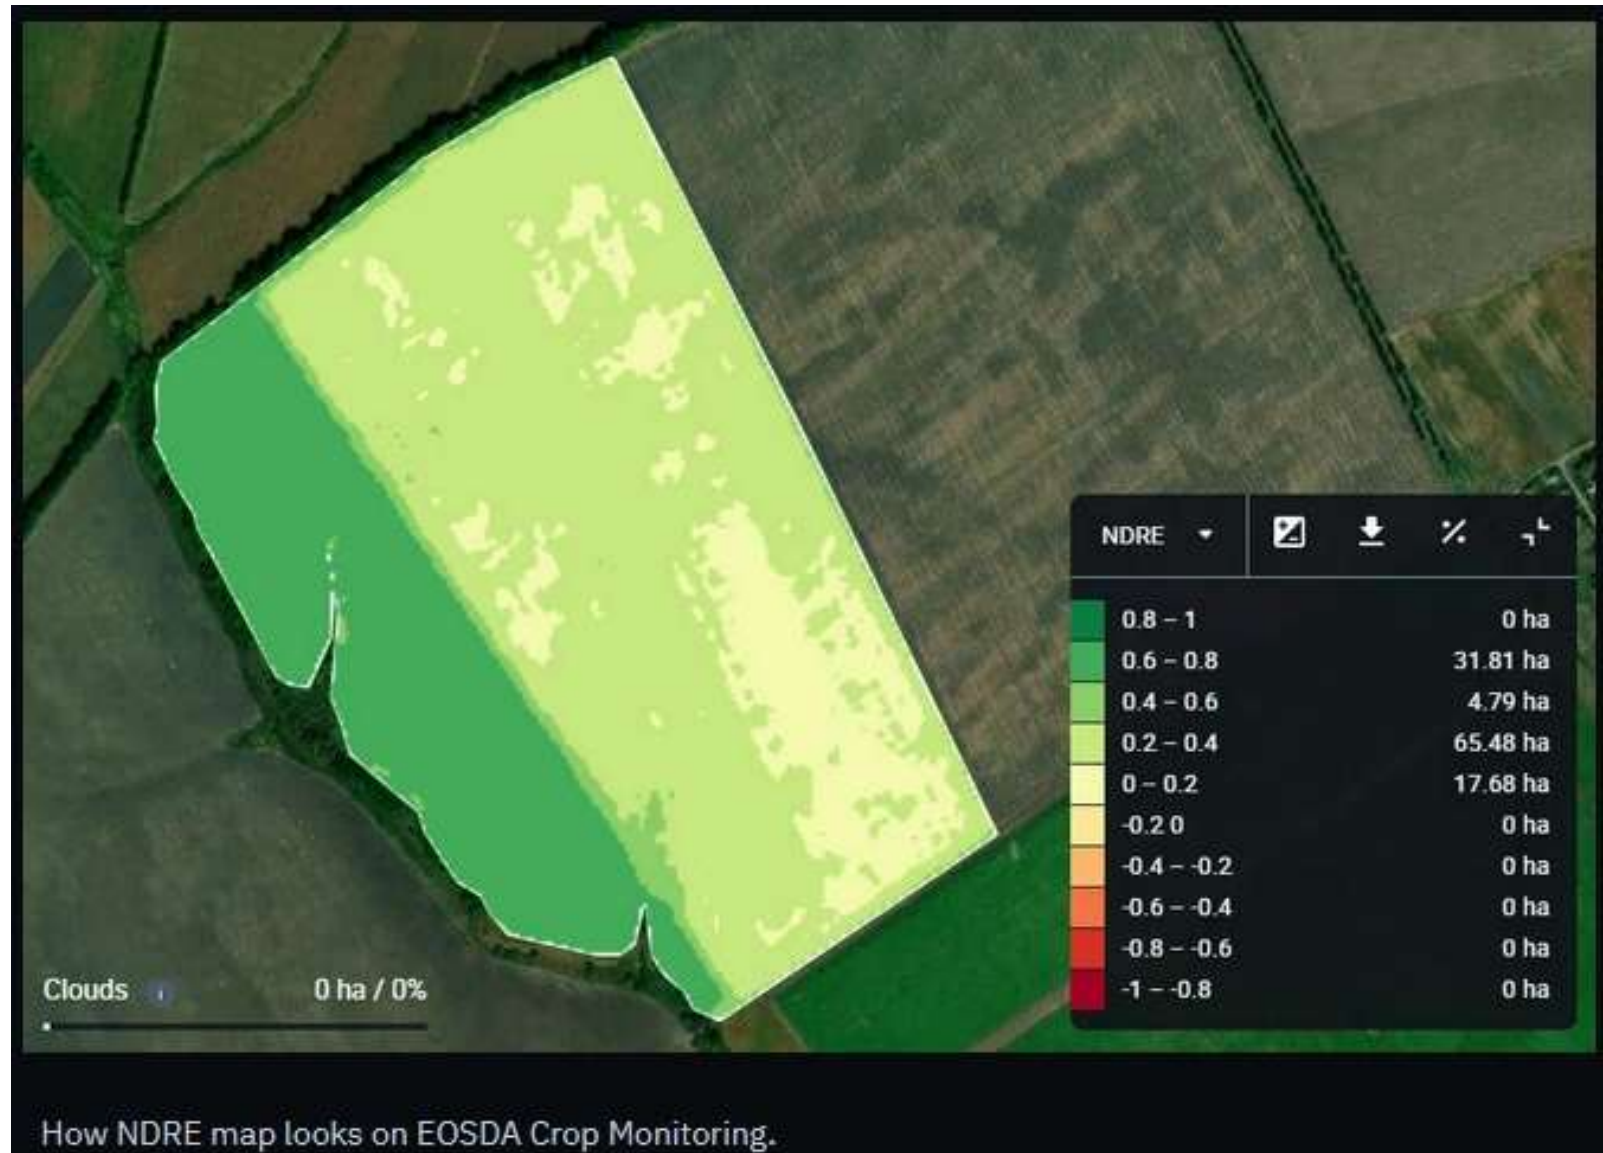 NDRE
0.8 – 1 0 ha
0.6 – 0.8 31.81 ha
0.4 – 0.6 4.79 ha
0.2 – 0.4 65.48 ha
0 – 0.2 17.68 ha
-0.2 0 0 ha
-0.4 – -0.2 0 ha
-0.6 – -0.4 0 ha
-0.8 – -0.6 0 ha
-1 – -0.8 0 ha
Clouds i 0 ha / 0%
How NDRE map looks on EOSDA Crop Monitoring.